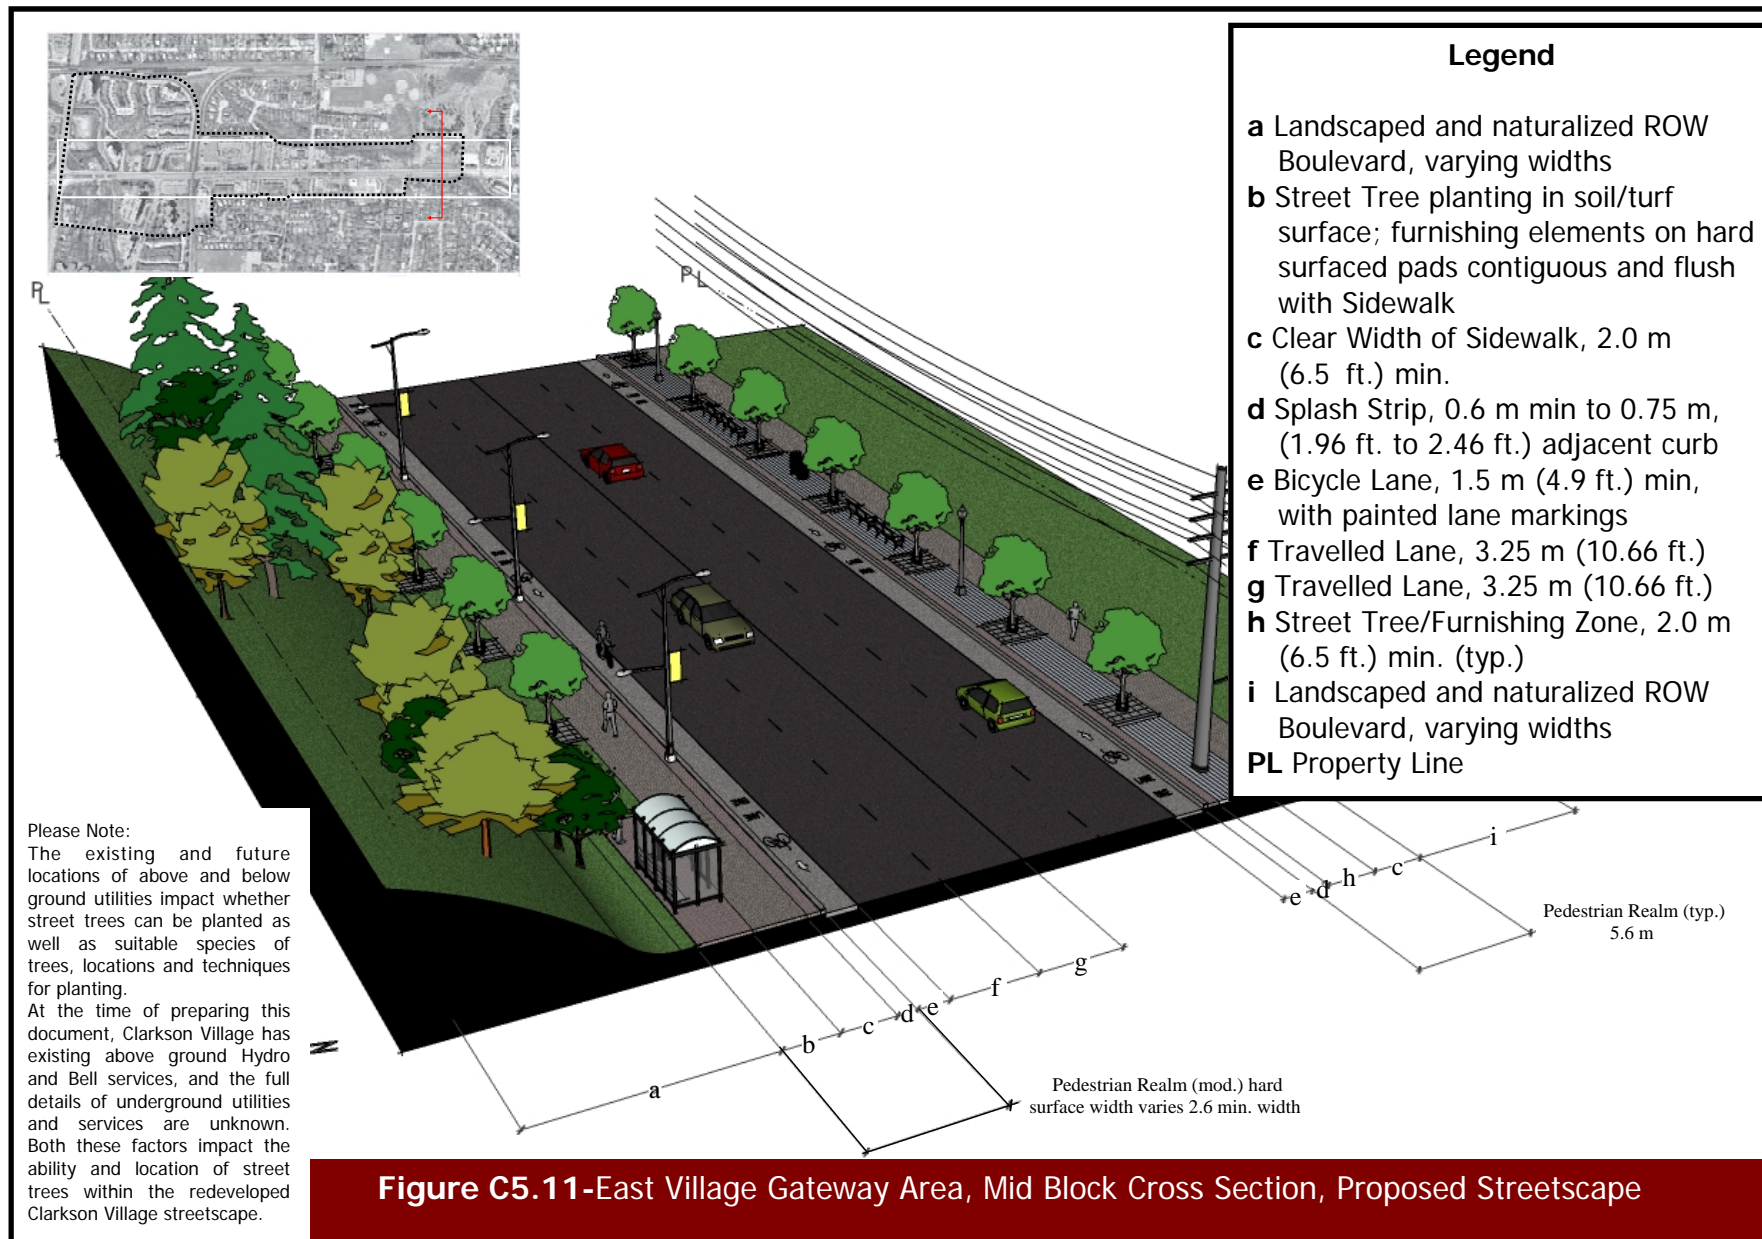 Legend
a Landscaped and naturalized ROW
Boulevard, varying widths
b Street Tree planting in soil/turf
surface; furnishing elements on hard
surfaced pads contiguous and flush
with Sidewalk
c Clear Width of Sidewalk, 2.0 m
(6.5 ft.) min.
d Splash Strip, 0.6 m min to 0.75 m,
(1.96 ft. to 2.46 ft.) adjacent curb
e Bicycle Lane, 1.5 m (4.9 ft.) min,
with painted lane markings
f Travelled Lane, 3.25 m (10.66 ft.)
g Travelled Lane, 3.25 m (10.66 ft.)
h Street Tree/Furnishing Zone, 2.0 m
(6.5 ft.) min. (typ.)
i Landscaped and naturalized ROW
Boulevard, varying widths
PL Property Line
PL
PL
Please Note:
The existing and future
locations of above and below
ground utilities impact whether
street trees can be planted as
well as suitable species of
trees, locations and techniques
for planting.
At the time of preparing this
document, Clarkson Village has
existing above ground Hydro
and Bell services, and the full
details of underground utilities
and services are unknown.
Both these factors impact the
ability and location of street
trees within the redeveloped
Clarkson Village streetscape.
N
a
b
c
d
e
f
g
e
d
h
c
i
Pedestrian Realm (typ.)
5.6 m
Pedestrian Realm (mod.) hard
surface width varies 2.6 min. width
Figure C5.11-East Village Gateway Area, Mid Block Cross Section, Proposed Streetscape